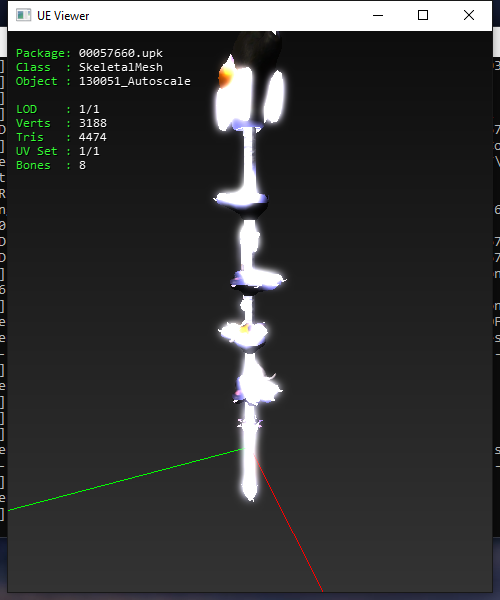 UE Viewer
Package: 00057660.upk
Class  : SkeletalMesh
Object : 130051_Autoscale
LOD    : 1/1
Verts  : 3188
Tris   : 4474
UV Set : 1/1
Bones  : 8